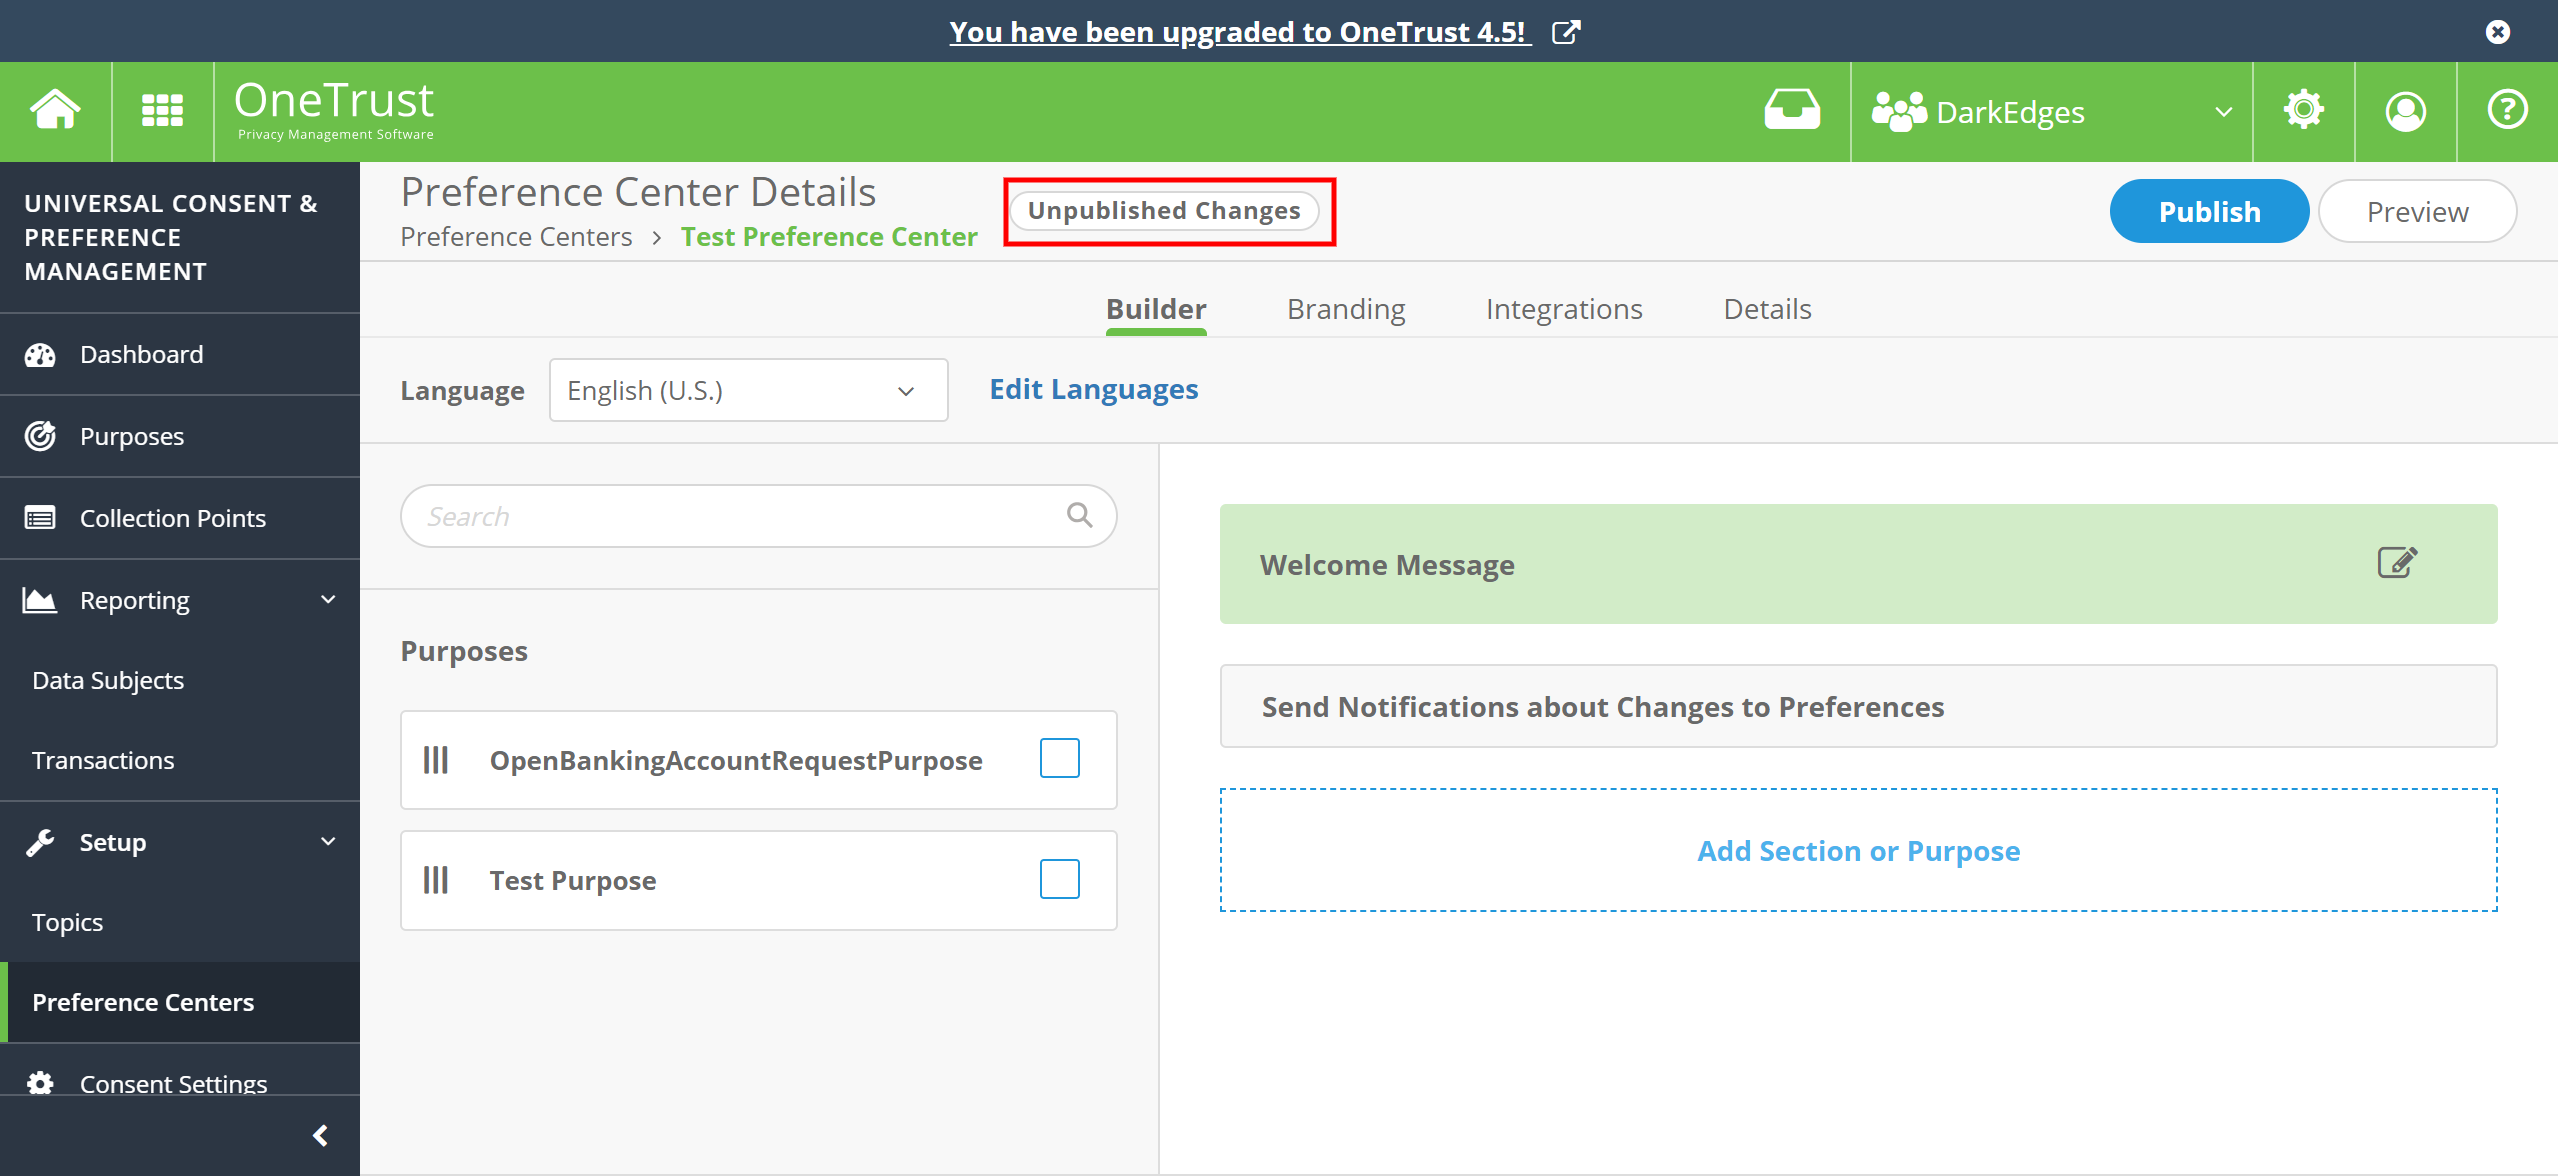 You have been upgraded to OneTrust 4.5!
OneTrust
Privacy Management Software
DarkEdges
UNIVERSAL CONSENT &
PREFERENCE
MANAGEMENT
Dashboard
Purposes
Collection Points
Reporting
Data Subjects
Transactions
Setup
Topics
Preference Centers
Consent Settings
Preference Center Details
Preference Centers > Test Preference Center
Unpublished Changes
Publish
Preview
Builder Branding Integrations Details
Language English (U.S.) Edit Languages
Search
Purposes
OpenBankingAccountRequestPurpose
Test Purpose
Welcome Message
Send Notifications about Changes to Preferences
Add Section or Purpose